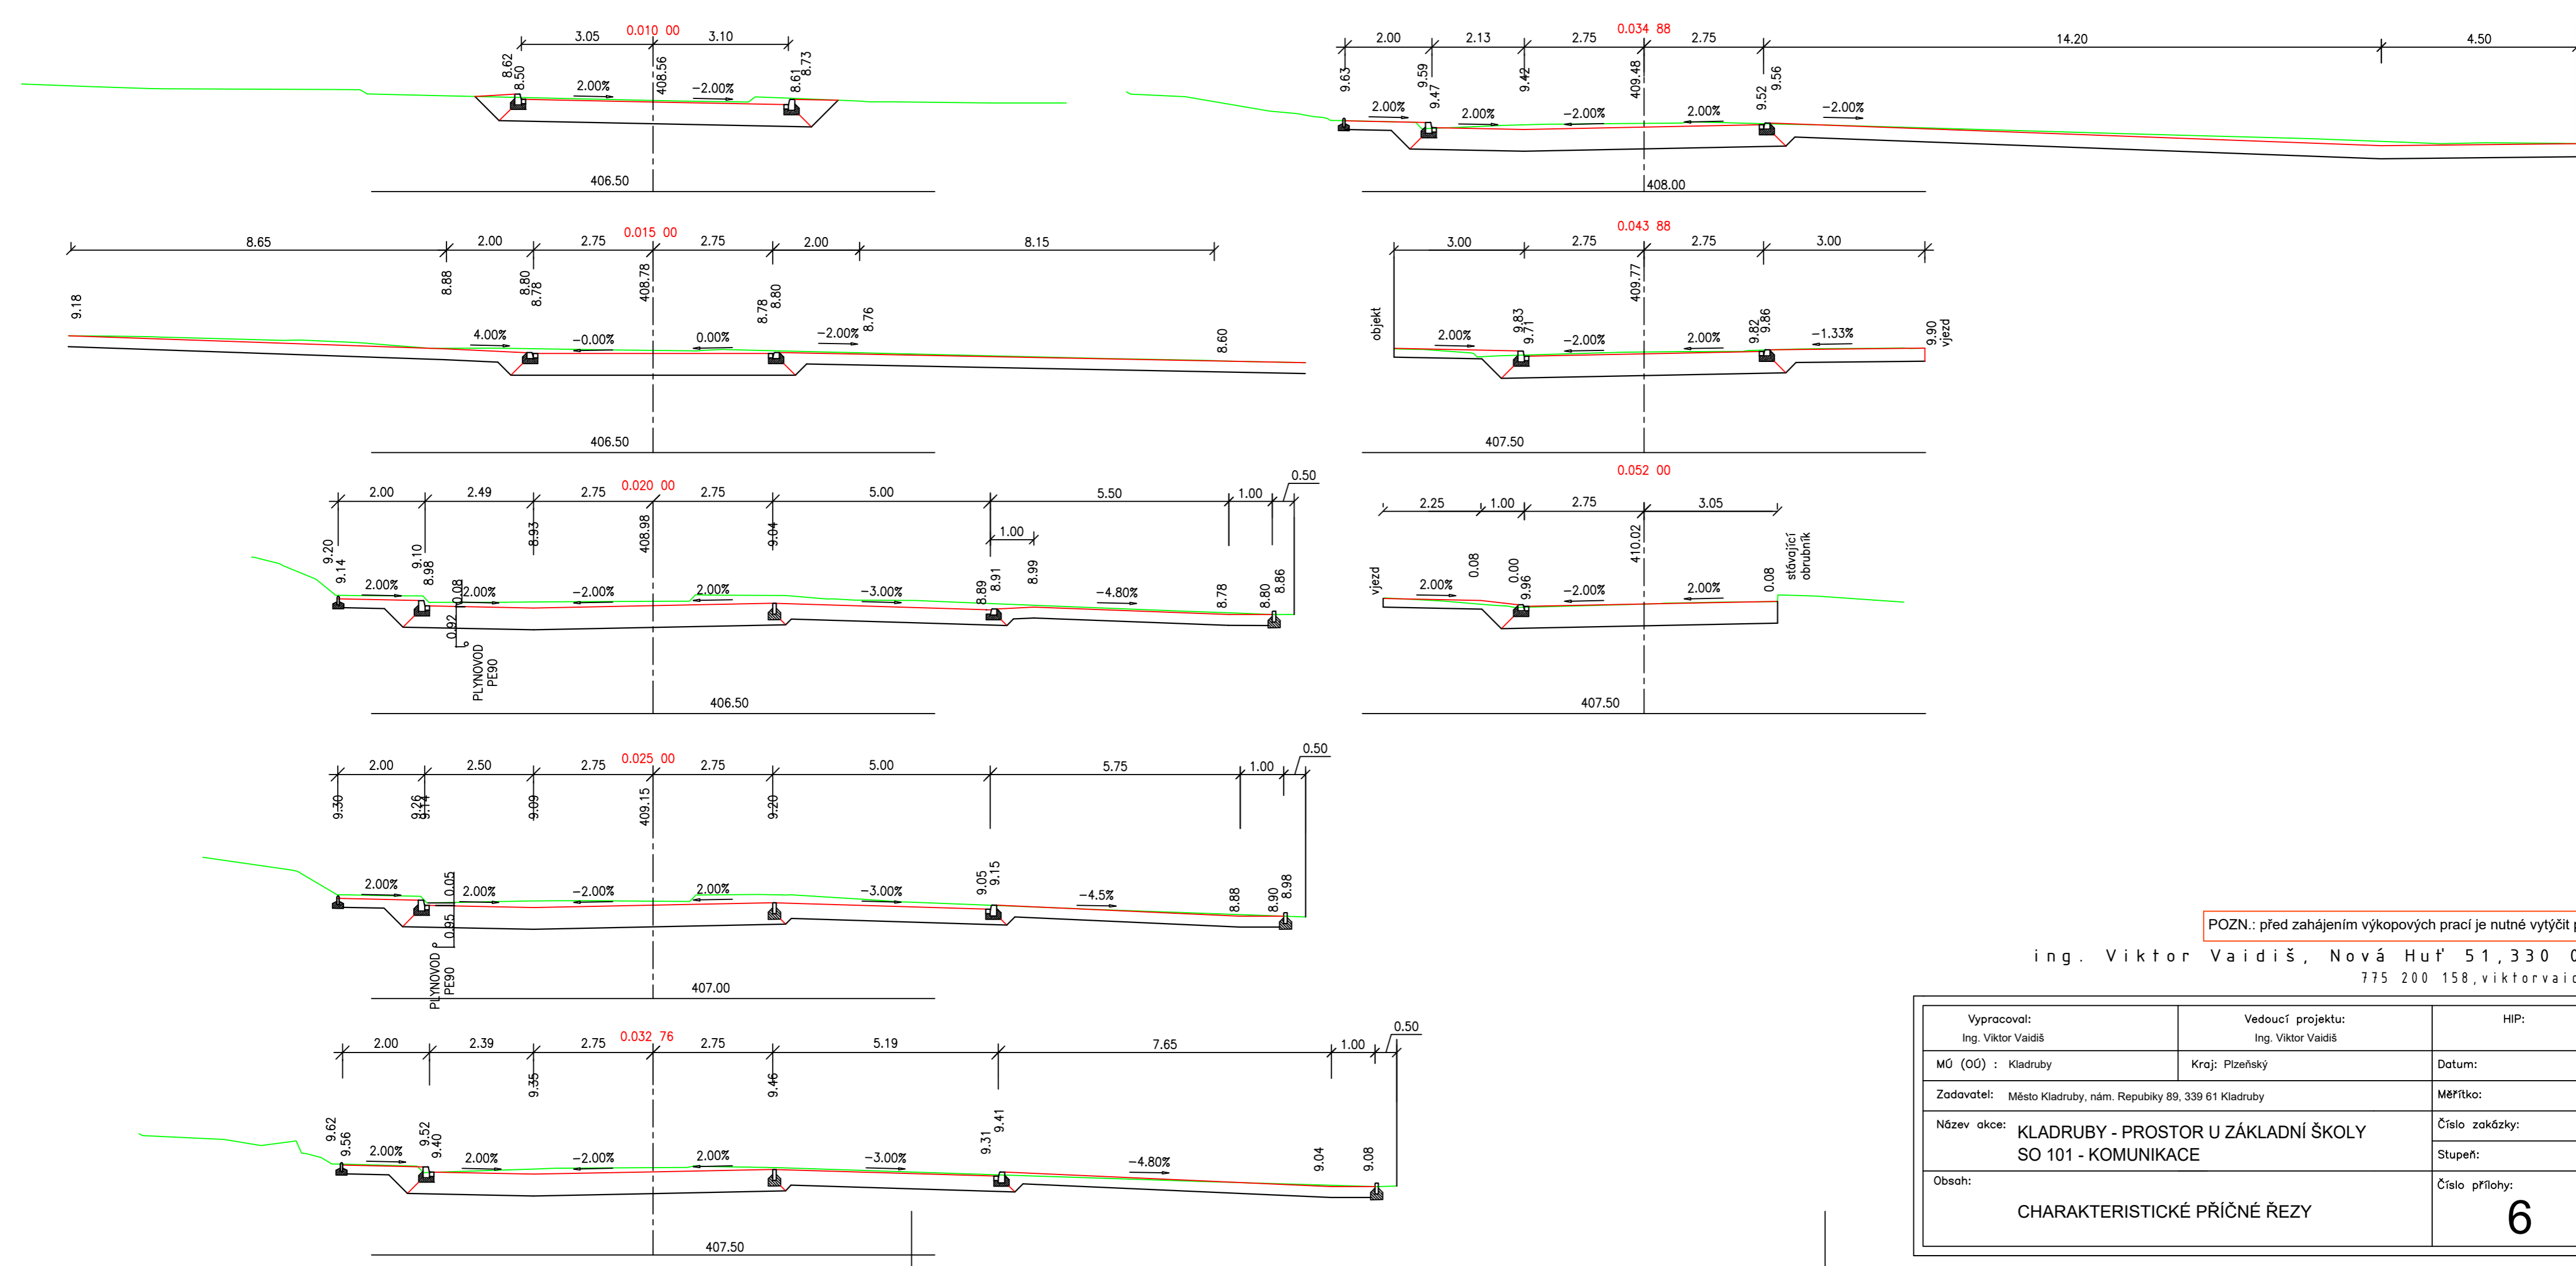 0.010 00
3.05 3.10
8.62 8.50 408.56 8.61 8.73
2.00% -2.00%
406.50
0.034 88
2.00 2.13 2.75 2.75 14.20 4.50
9.63 9.59 9.47 9.42 409.48 9.52 9.56
2.00% 2.00% -2.00% 2.00% -2.00%
408.00
0.015 00
8.65 2.00 2.75 2.75 2.00 8.15
9.18 8.88 8.80 8.78 408.78 8.78 8.80 8.76 8.60
4.00% -0.00% 0.00% -2.00%
406.50
0.043 88
3.00 2.75 2.75 3.00
objekt 9.83 9.71 409.77 9.82 9.86 9.90 vjezd
2.00% -2.00% 2.00% -1.33%
407.50
0.020 00
2.00 2.49 2.75 2.75 5.00 5.50 1.00 0.50
1.00
9.20 9.14 9.10 8.98 8.93 408.98 9.04 8.89 8.91 8.99 8.78 8.80 8.86
2.00% 0.08 2.00% -2.00% 2.00% -3.00% -4.80%
0.92
PLYNOVOD
PE90
406.50
0.052 00
2.25 1.00 2.75 3.05
vjezd 0.08 0.00 9.96 410.02 0.08 stávající obrubník
2.00% -2.00% 2.00%
407.50
0.025 00
2.00 2.50 2.75 2.75 5.00 5.75 1.00 0.50
9.30 9.26 9.14 9.09 409.15 9.20 9.05 9.15 8.88 8.90 8.98
2.00% 0.05 2.00% -2.00% 2.00% -3.00% -4.5%
0.95
PLYNOVOD
PE90
407.00
0.032 76
2.00 2.39 2.75 2.75 5.19 7.65 1.00 0.50
9.62 9.56 9.52 9.40 9.35 9.46 9.31 9.41 9.04 9.08
2.00% 2.00% -2.00% 2.00% -3.00% -4.80%
407.50
POZN.: před zahájením výkopových prací je nutné vytýčit
ing. Viktor Vaidiš, Nová Huť 51,330
775 200 158,viktorvaid
Vypracoval: Vedoucí projektu: HIP:
Ing. Viktor Vaidiš Ing. Viktor Vaidiš
MÚ (OÚ) : Kladruby Kraj: Plzeňský Datum:
Zadavatel: Město Kladruby, nám. Repubiky 89, 339 61 Kladruby Měřítko:
Název akce: KLADRUBY - PROSTOR U ZÁKLADNÍ ŠKOLY Číslo zakázky:
SO 101 - KOMUNIKACE Stupeň:
Obsah: Číslo přílohy:
CHARAKTERISTICKÉ PŘÍČNÉ ŘEZY 6